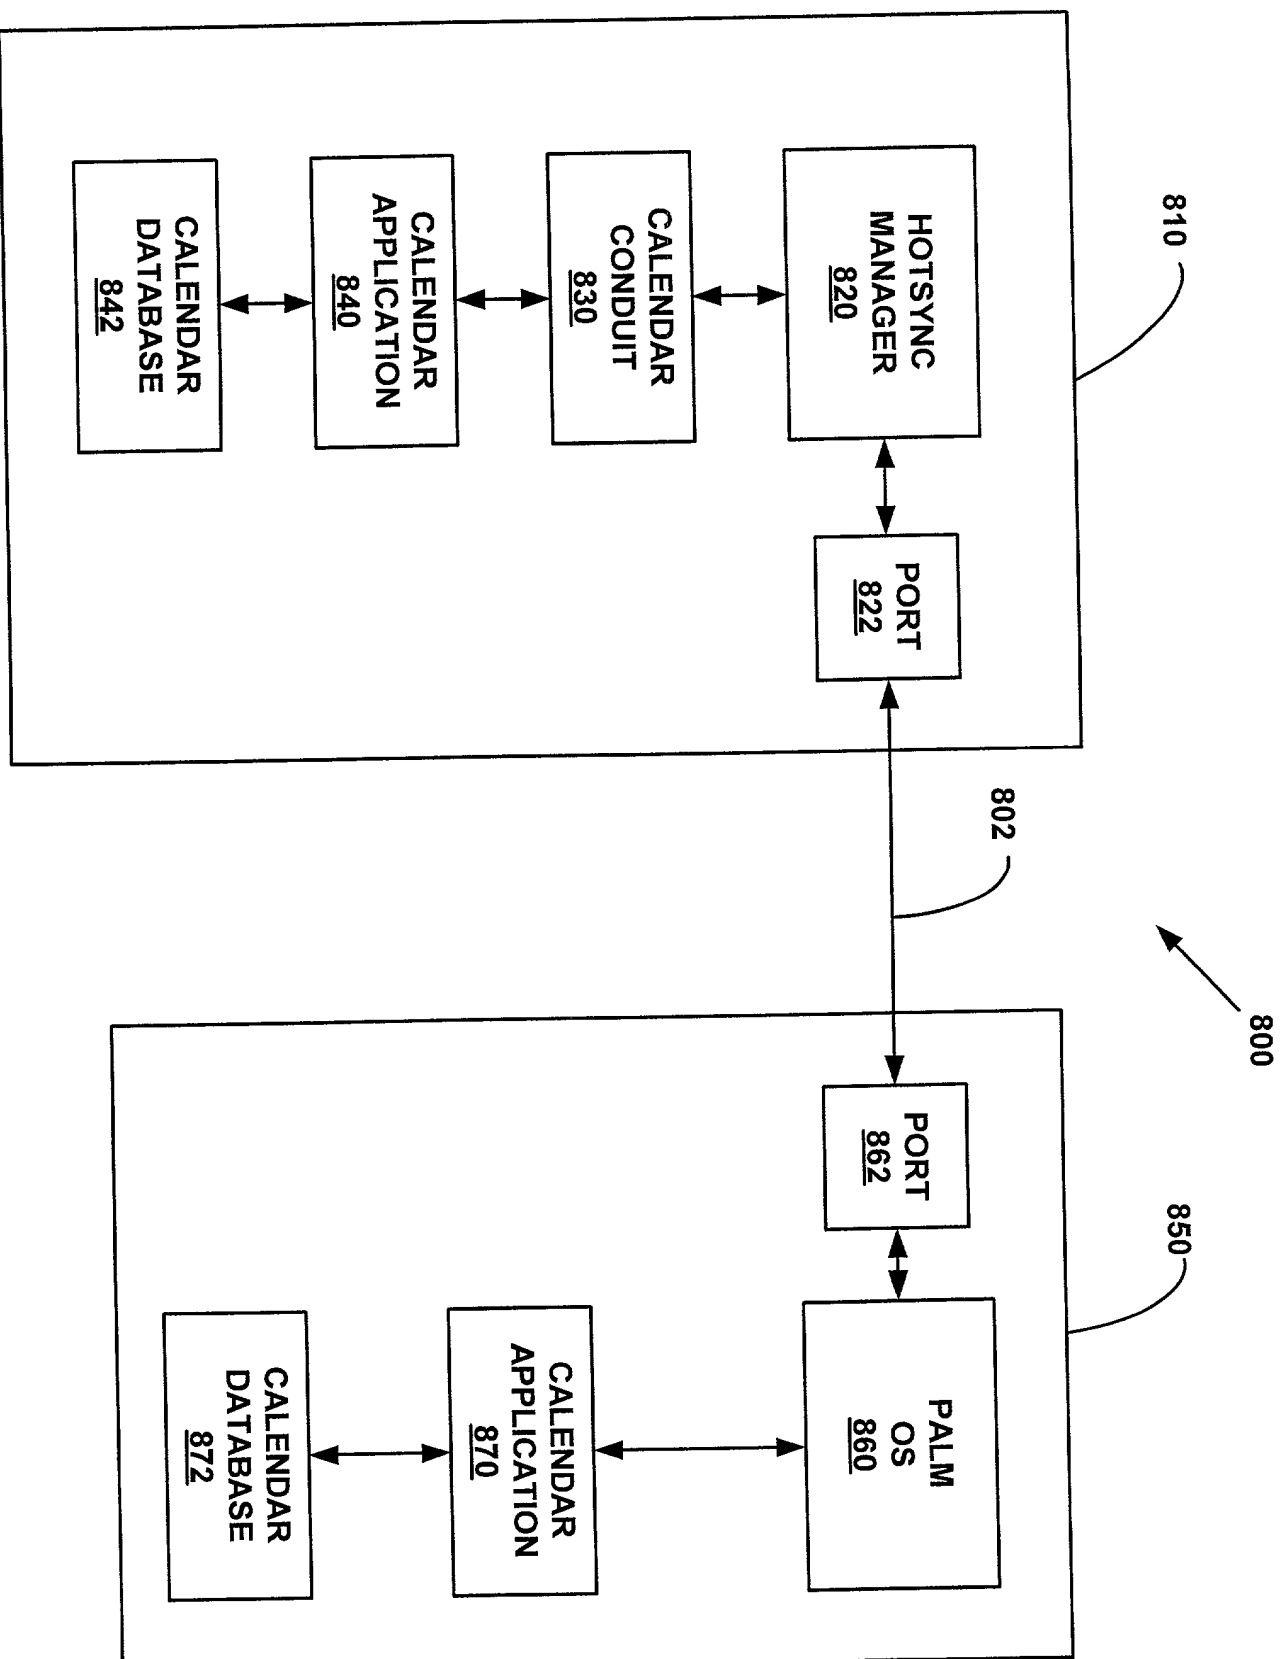 800
810
850
802
HOTSYNC
MANAGER
820
PORT
822
CALENDAR
CONDUIT
830
CALENDAR
APPLICATION
840
CALENDAR
DATABASE
842
PORT
862
PALM
OS
860
CALENDAR
APPLICATION
870
CALENDAR
DATABASE
872